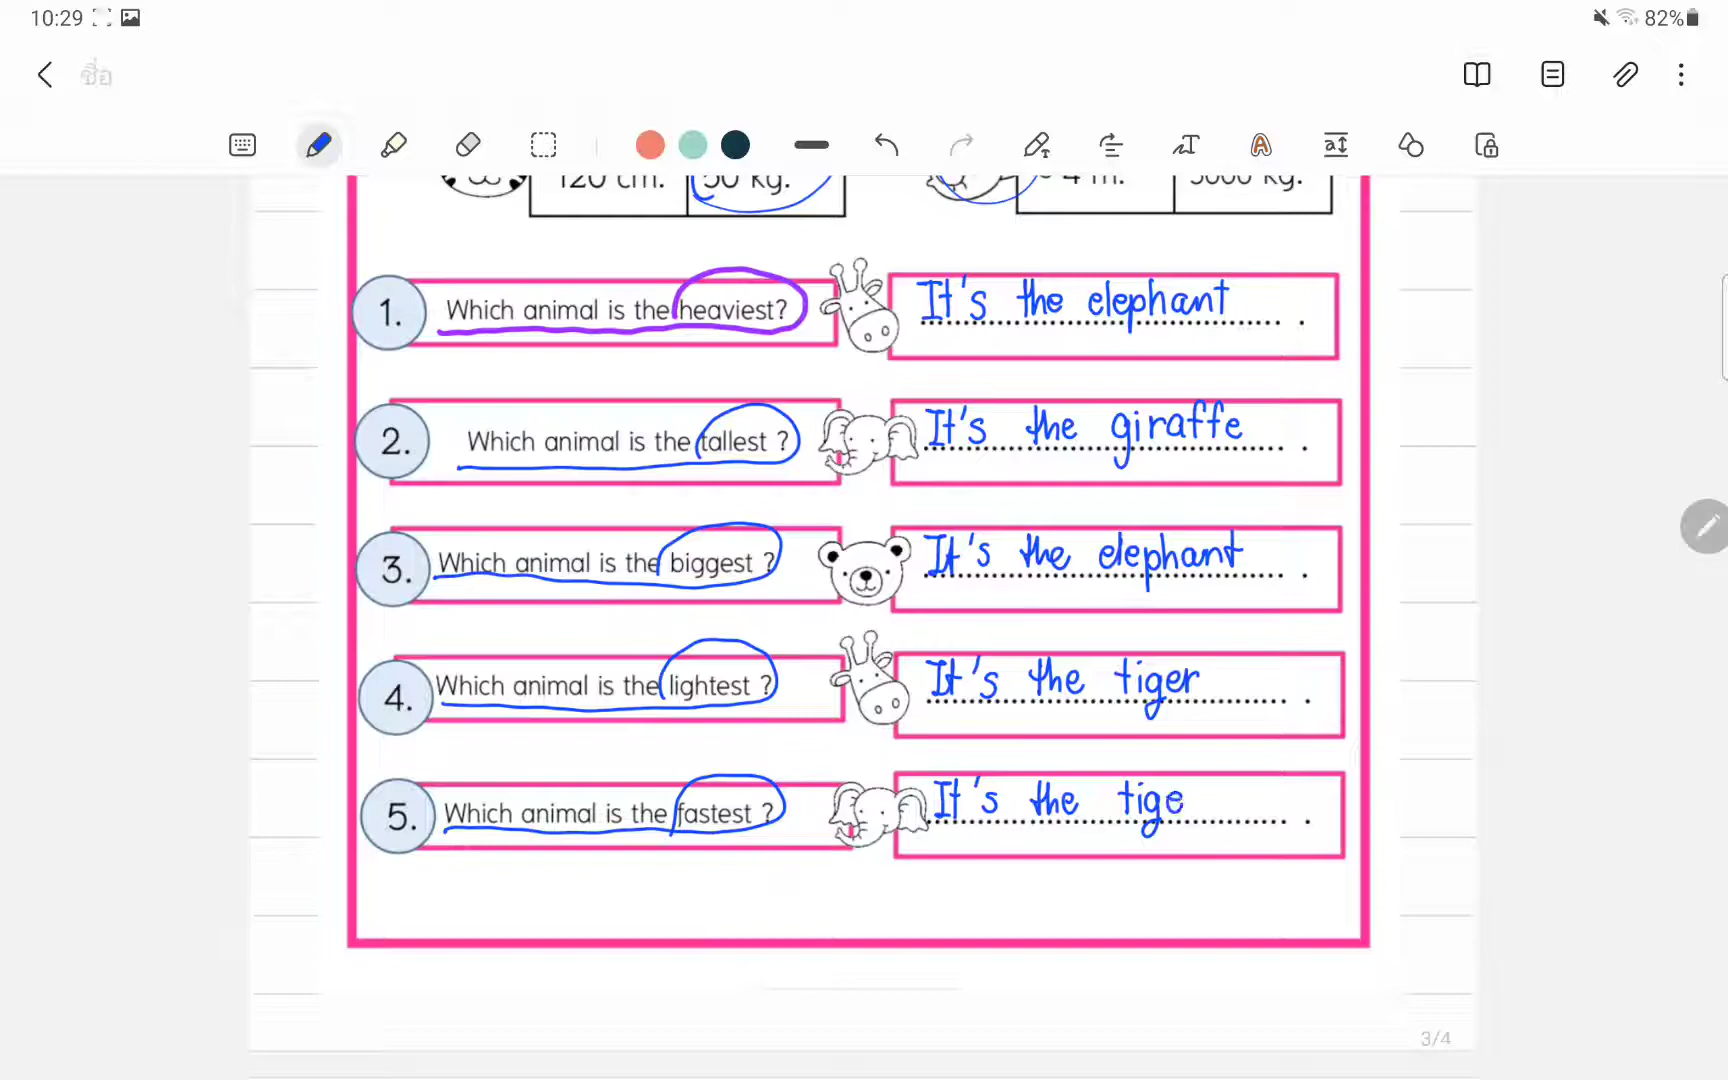 10:29
82%
ชื่อ
120 cm. 50 kg.
4 m. 5000 kg.
1. Which animal is the heaviest? It's the elephant .
2. Which animal is the tallest ? It's the giraffe .
3. Which animal is the biggest ? It's the elephant .
4. Which animal is the lightest ? It's the tiger .
5. Which animal is the fastest ? It's the tige .
3/4